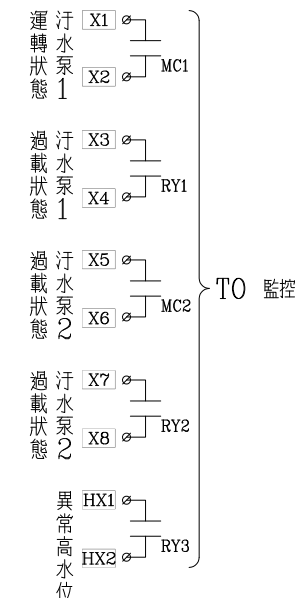 汙水泵1
運轉狀態
X1
X2
MC1
汙水泵1
過載狀態
X3
X4
RY1
汙水泵2
過載狀態
X5
X6
MC2
汙水泵2
過載狀態
X7
X8
RY2
異常高水位
HX1
HX2
RY3
TO 監控